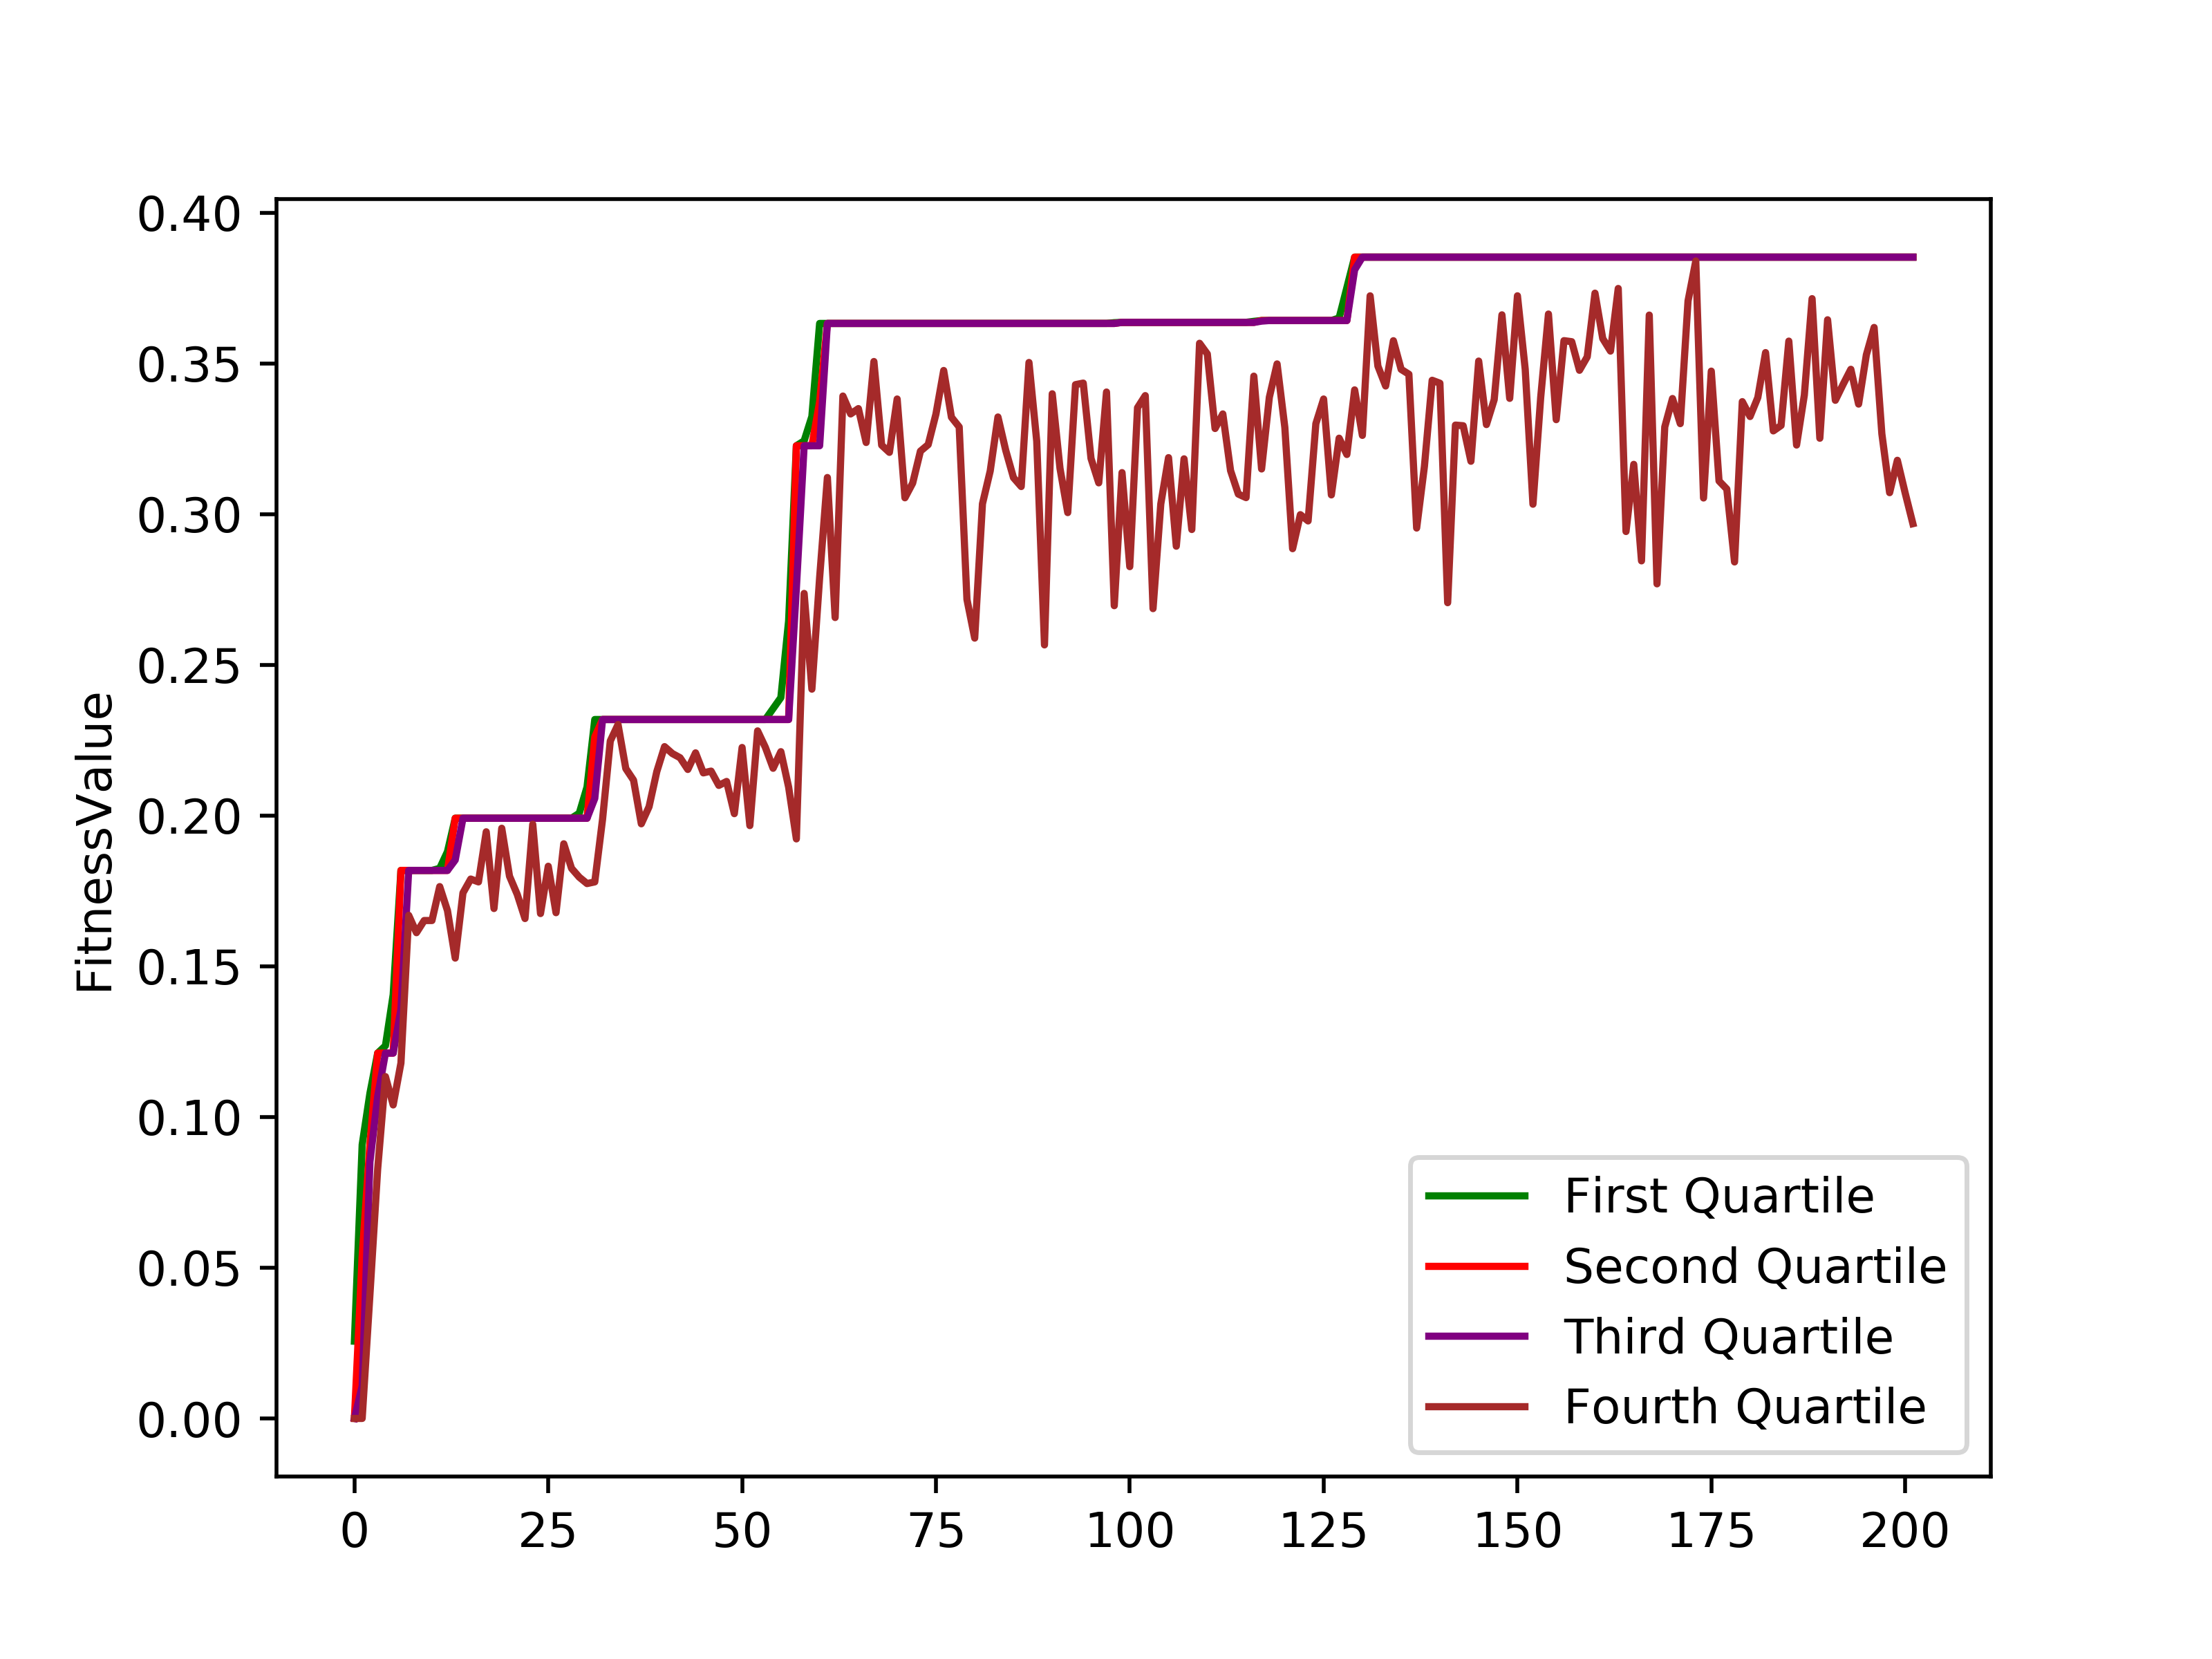 0.40
0.35
0.30
0.25
0.20
0.15
0.10
0.05
0.00
FitnessValue
0 25 50 75 100 125 150 175 200
First Quartile
Second Quartile
Third Quartile
Fourth Quartile